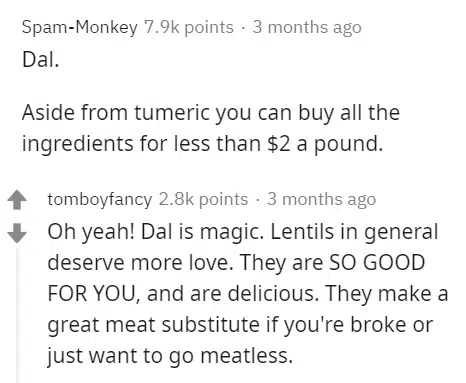 Spam-Monkey 7.9k points · 3 months ago
Dal.
Aside from tumeric you can buy all the
ingredients for less than $2 a pound.
tomboyfancy 2.8k points · 3 months ago
Oh yeah! Dal is magic. Lentils in general
deserve more love. They are SO GOOD
FOR YOU, and are delicious. They make a
great meat substitute if you're broke or
just want to go meatless.